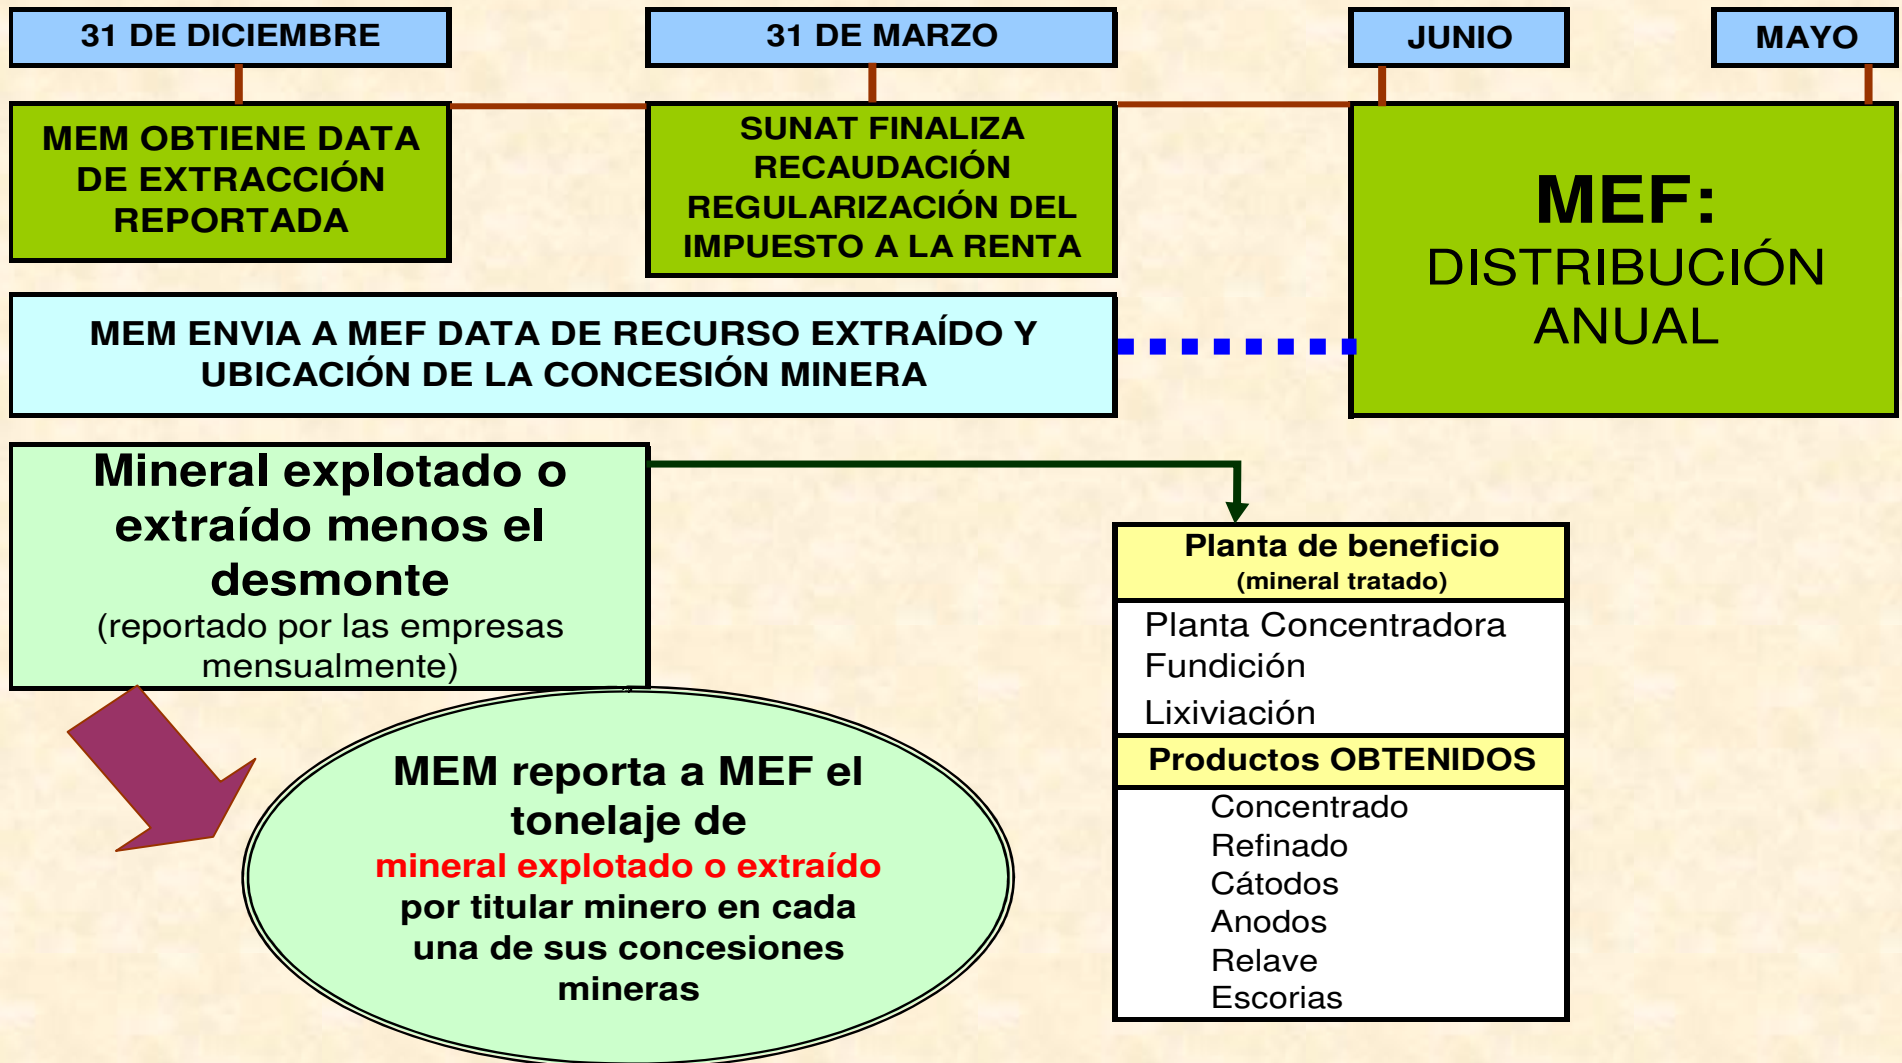 31 DE DICIEMBRE
31 DE MARZO
JUNIO
MAYO
MEM OBTIENE DATA
DE EXTRACCIÓN
REPORTADA
SUNAT FINALIZA
RECAUDACIÓN
REGULARIZACIÓN DEL
IMPUESTO A LA RENTA
MEF:
DISTRIBUCIÓN
ANUAL
MEM ENVIA A MEF DATA DE RECURSO EXTRAÍDO Y
UBICACIÓN DE LA CONCESIÓN MINERA
Mineral explotado o
extraído menos el
desmonte
(reportado por las empresas
mensualmente)
MEM reporta a MEF el
tonelaje de
mineral explotado o extraído
por titular minero en cada
una de sus concesiones
mineras
Planta de beneficio
(mineral tratado)
Planta Concentradora
Fundición
Lixiviación
Productos OBTENIDOS
Concentrado
Refinado
Cátodos
Anodos
Relave
Escorias